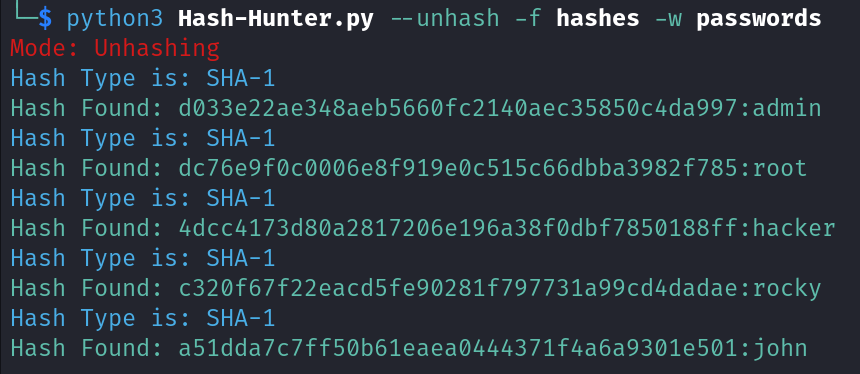 └─$ python3 Hash-Hunter.py --unhash -f hashes -w passwords
Mode: Unhashing
Hash Type is: SHA-1
Hash Found: d033e22ae348aeb5660fc2140aec35850c4da997:admin
Hash Type is: SHA-1
Hash Found: dc76e9f0c0006e8f919e0c515c66dbba3982f785:root
Hash Type is: SHA-1
Hash Found: 4dcc4173d80a2817206e196a38f0dbf7850188ff:hacker
Hash Type is: SHA-1
Hash Found: c320f67f22eacd5fe90281f797731a99cd4dadae:rocky
Hash Type is: SHA-1
Hash Found: a51dda7c7ff50b61eaea0444371f4a6a9301e501:john